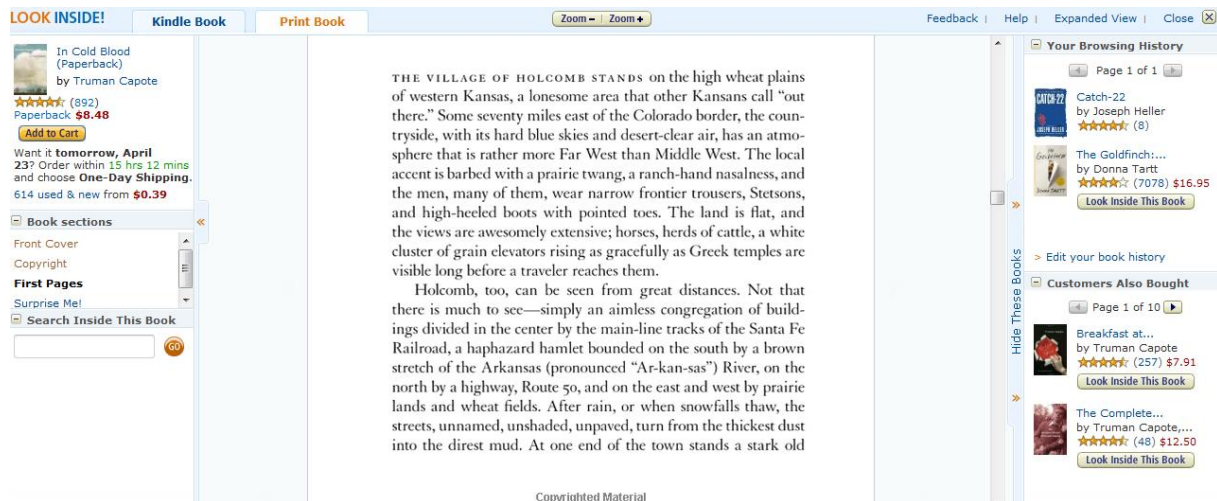 LOOK INSIDE!
Kindle Book
Print Book
Zoom – | Zoom +
Feedback | Help | Expanded View | Close
In Cold Blood
(Paperback)
by Truman Capote
(892)
Paperback $8.48
Add to Cart
Want it tomorrow, April
23? Order within 15 hrs 12 mins
and choose One-Day Shipping.
614 used & new from $0.39
Book sections
Front Cover
Copyright
First Pages
Surprise Me!
Search Inside This Book
GO
THE VILLAGE OF HOLCOMB STANDS on the high wheat plains
of western Kansas, a lonesome area that other Kansans call “out
there.” Some seventy miles east of the Colorado border, the coun-
tryside, with its hard blue skies and desert-clear air, has an atmo-
sphere that is rather more Far West than Middle West. The local
accent is barbed with a prairie twang, a ranch-hand nasalness, and
the men, many of them, wear narrow frontier trousers, Stetsons,
and high-heeled boots with pointed toes. The land is flat, and
the views are awesomely extensive; horses, herds of cattle, a white
cluster of grain elevators rising as gracefully as Greek temples are
visible long before a traveler reaches them.
Holcomb, too, can be seen from great distances. Not that
there is much to see—simply an aimless congregation of build-
ings divided in the center by the main-line tracks of the Santa Fe
Railroad, a haphazard hamlet bounded on the south by a brown
stretch of the Arkansas (pronounced “Ar-kan-sas”) River, on the
north by a highway, Route 50, and on the east and west by prairie
lands and wheat fields. After rain, or when snowfalls thaw, the
streets, unnamed, unshaded, unpaved, turn from the thickest dust
into the direst mud. At one end of the town stands a stark old
Copyrighted Material
Hide These Books
Your Browsing History
Page 1 of 1
CATCH-22
JOSEPH HELLER
Catch-22
by Joseph Heller
(8)
Goldfinch
DONNA TARTT
The Goldfinch:...
by Donna Tartt
(7078) $16.95
Look Inside This Book
> Edit your book history
Customers Also Bought
Page 1 of 10
Breakfast at...
by Truman Capote
(257) $7.91
Look Inside This Book
The Complete...
by Truman Capote,...
(48) $12.50
Look Inside This Book